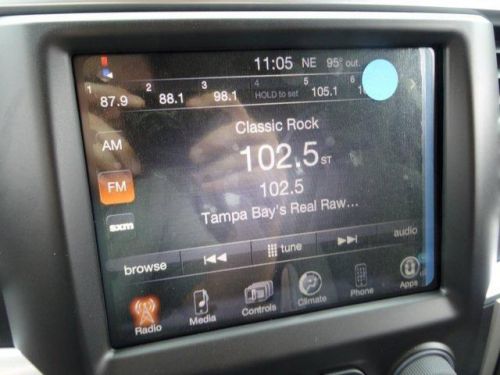 11:05 NE 95° out.
1 87.9 2 88.1 3 98.1 4 HOLD to set 5 105.1 6
Classic Rock
AM
102.5 ST
FM
102.5
Tampa Bay's Real Raw...
sxm
browse tune audio
Radio Media Controls Climate Phone Apps